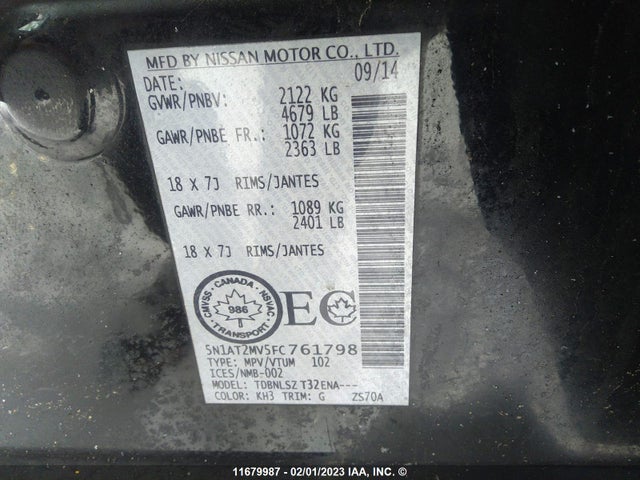 MFD BY NISSAN MOTOR CO., LTD.
DATE: 09/14
GVWR/PNBV: 2122 KG
4679 LB
GAWR/PNBE FR.: 1072 KG
2363 LB
18 X 7J RIMS/JANTES
GAWR/PNBE RR.: 1089 KG
2401 LB
18 X 7J RIMS/JANTES
CANADA
CMVSS NSVAC
986
EC
5N1AT2MV5FC761798
TYPE: MPV/VTUM 102
ICES/NMB-002
MODEL: TDBNLSZ T32ENA---
COLOR: KH3 TRIM: G ZS70A
11679987 - 02/01/2023 IAA, INC. ©